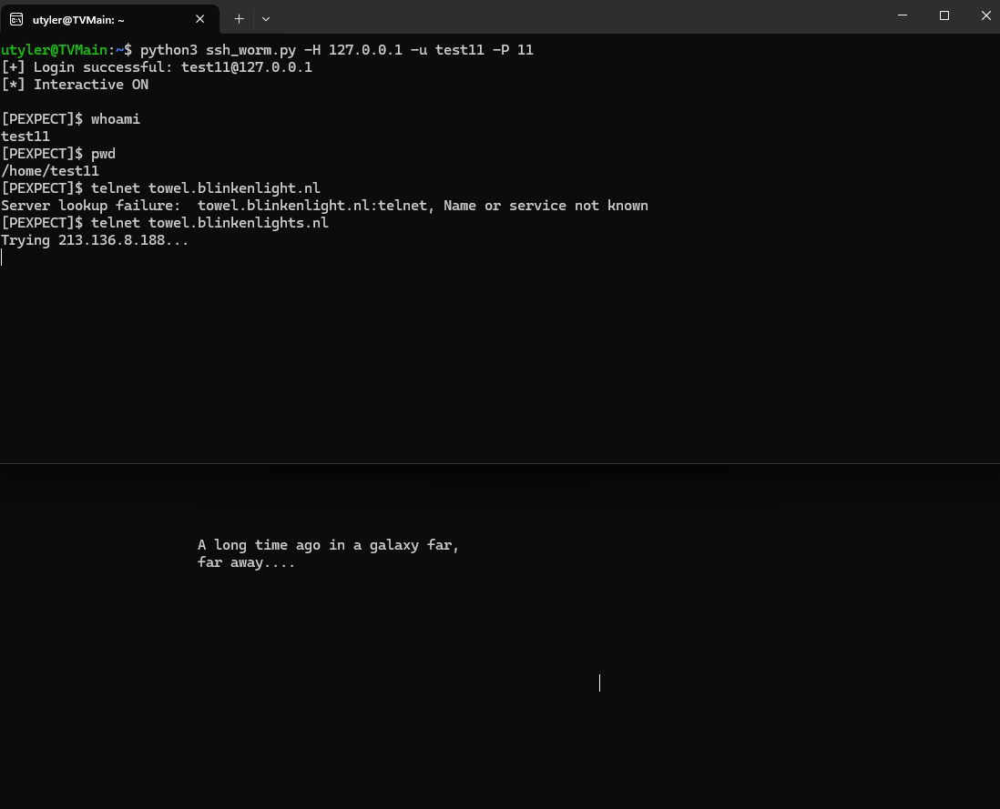 utyler@TVMain: ~
utyler@TVMain:~$ python3 ssh_worm.py -H 127.0.0.1 -u test11 -P 11
[+] Login successful: test11@127.0.0.1
[*] Interactive ON
[PEXPECT]$ whoami
test11
[PEXPECT]$ pwd
/home/test11
[PEXPECT]$ telnet towel.blinkenlight.nl
Server lookup failure:  towel.blinkenlight.nl:telnet, Name or service not known
[PEXPECT]$ telnet towel.blinkenlights.nl
Trying 213.136.8.188...
A long time ago in a galaxy far,
far away....